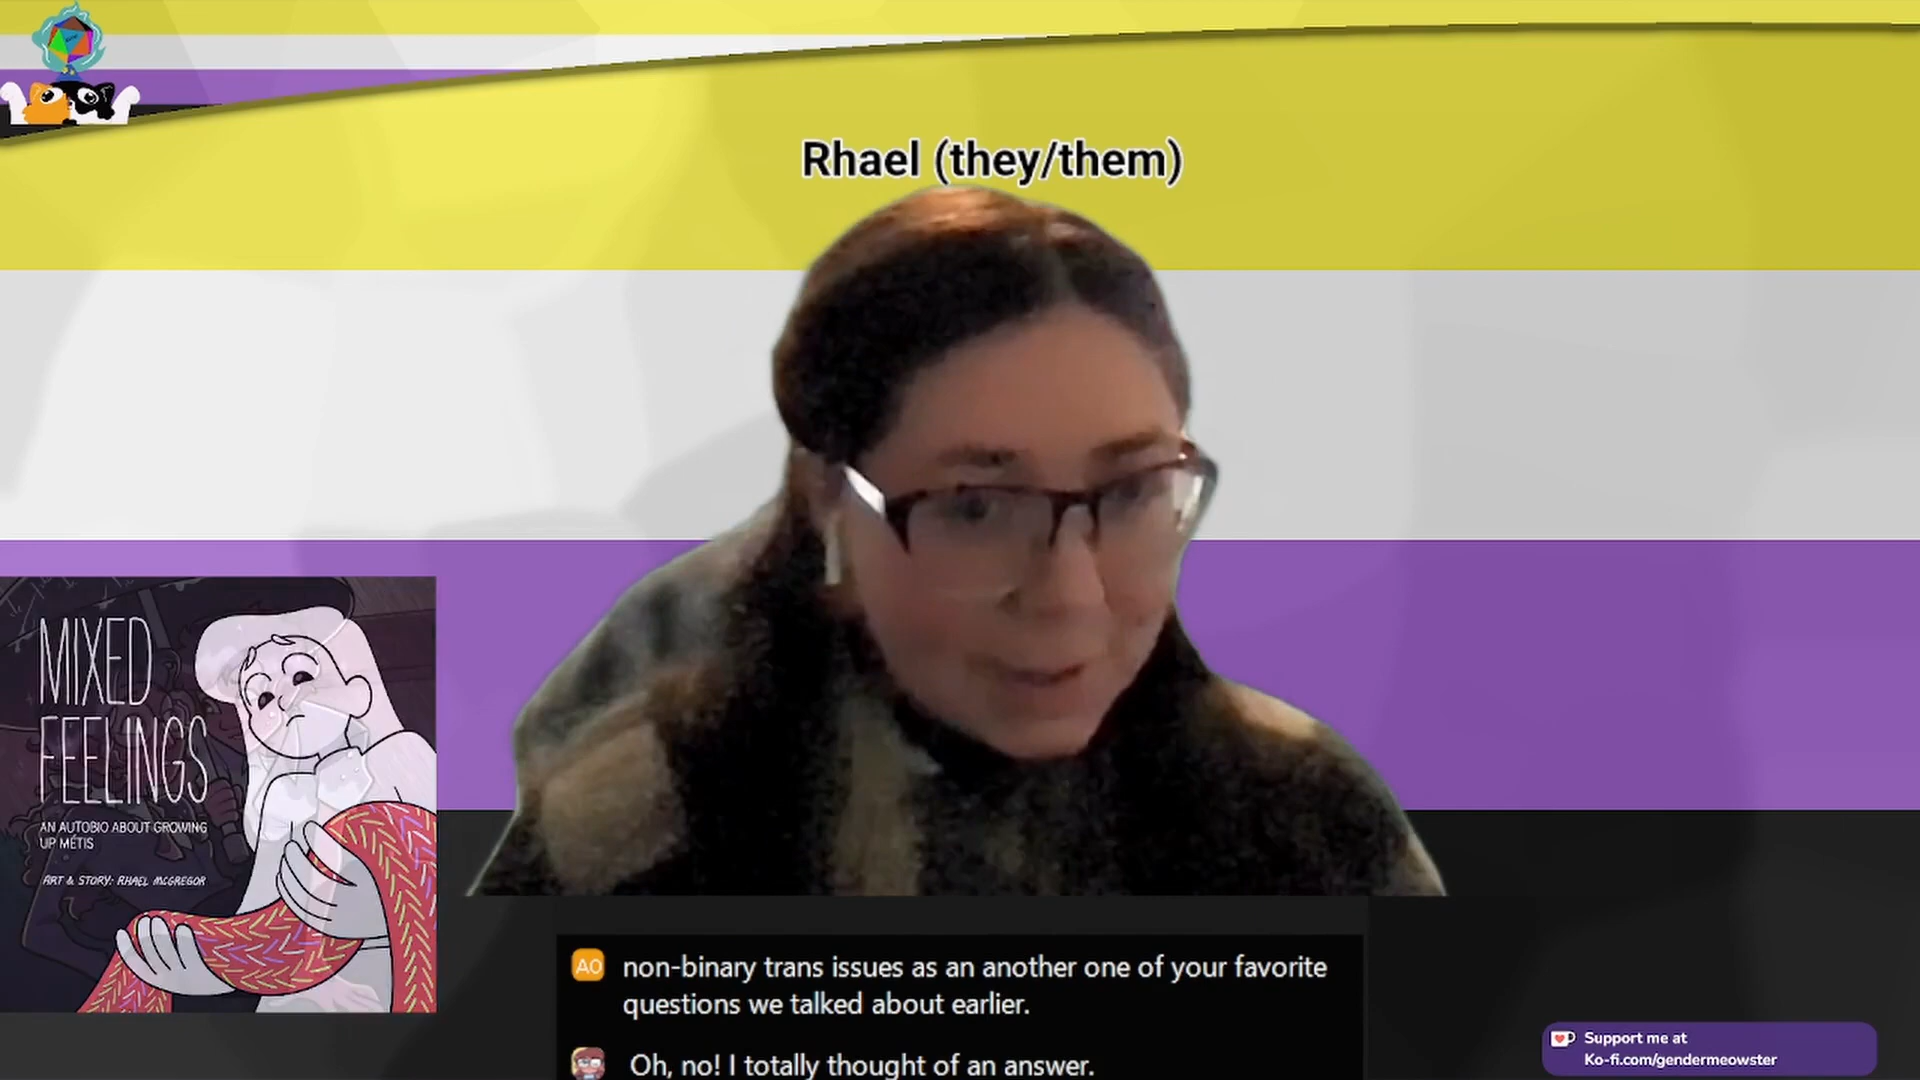 Rhael (they/them)
MIXED
FEELINGS
AN AUTOBIO ABOUT GROWING
UP MÉTIS
ART & STORY: RHAEL MCGREGOR
AO
non-binary trans issues as an another one of your favorite
questions we talked about earlier.
Oh, no! I totally thought of an answer.
Support me at
Ko-fi.com/gendermeowster